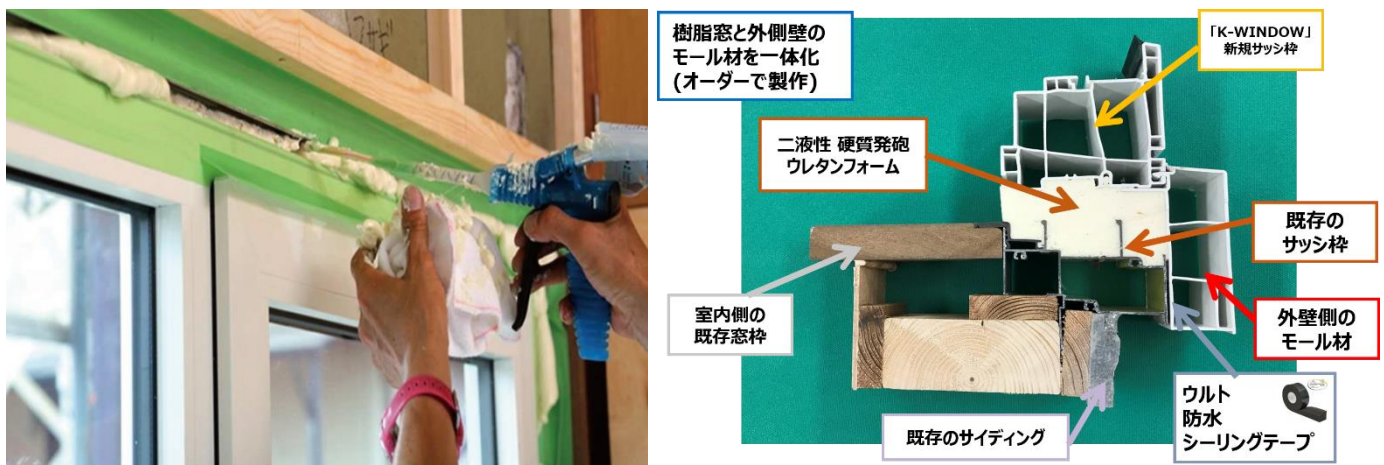 樹脂窓と外側壁の
モール材を一体化
(オーダーで製作)
「K-WINDOW」
新規サッシ枠
二液性 硬質発泡
ウレタンフォーム
既存の
サッシ枠
室内側の
既存窓枠
外壁側の
モール材
ウルト
防水
シーリングテープ
既存のサイディング